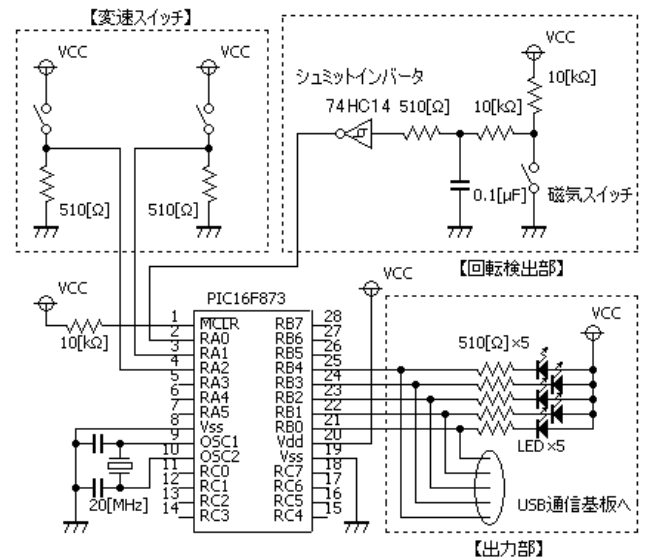 【変速スイッチ】
VCC
VCC
510[Ω]
510[Ω]
VCC
10[kΩ]
シュミットインバータ
74HC14
510[Ω]
10[kΩ]
0.1[μF]
磁気スイッチ
【回転検出部】
VCC
10[kΩ]
PIC16F873
1
2
3
4
5
6
7
8
9
10
11
12
13
14
MCLR
RA0
RA1
RA2
RA3
RA4
RA5
Vss
OSC1
OSC2
RC0
RC1
RC2
RC3
RB7
RB6
RB5
RB4
RB3
RB2
RB1
RB0
Vdd
Vss
RC7
RC6
RC5
RC4
28
27
26
25
24
23
22
21
20
19
18
17
16
15
20[MHz]
VCC
VCC
510[Ω]×5
LED×5
USB通信基板へ
【出力部】